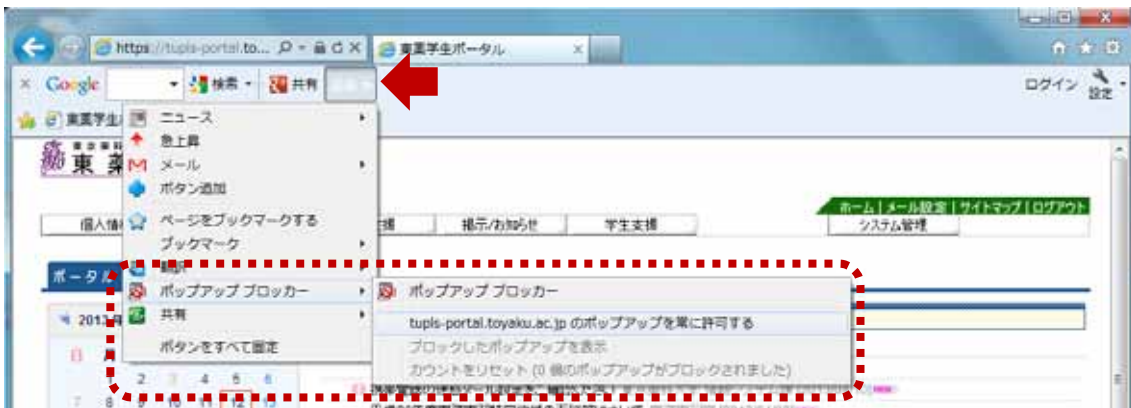 https://tupls-portal.to...
東薬学生ポータル
Google
検索
共有
ログイン
設定
東薬学生
ニュース
急上昇
メール
ボタン追加
ページをブックマークする
ブックマーク
翻訳
ポップアップ ブロッカー
共有
ボタンをすべて固定
東 薬
ホーム | メール設定 | サイトマップ | ログアウト
個人情
掲示/お知らせ
学生支援
システム管理
ポータル
ポップアップ ブロッカー
tupls-portal.toyaku.ac.jp のポップアップを常に許可する
ブロックしたポップアップを表示
カウントをリセット (0 個のポップアップがブロックされました)
2013 年
日 月
1 2 3 4 5 6
7 8 9 10 11 12 13